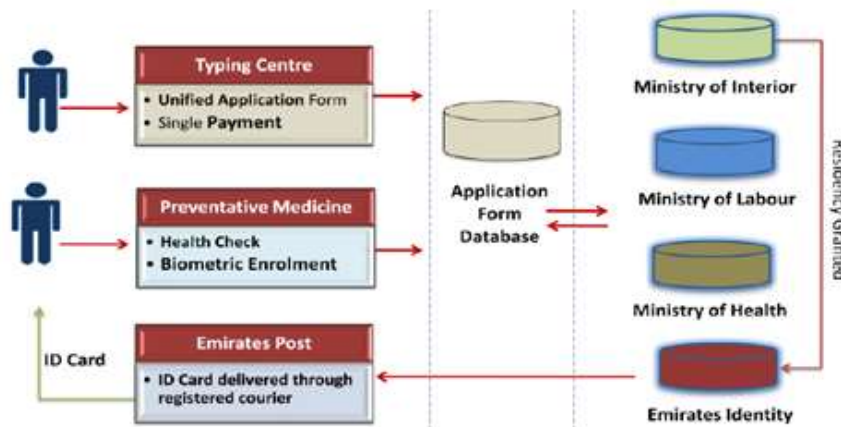 Typing Centre
• Unified Application Form
• Single Payment
Preventative Medicine
• Health Check
• Biometric Enrolment
Emirates Post
• ID Card delivered through
registered courier
ID Card
Application
Form
Database
Ministry of Interior
Ministry of Labour
Ministry of Health
Emirates Identity
Residency Granted